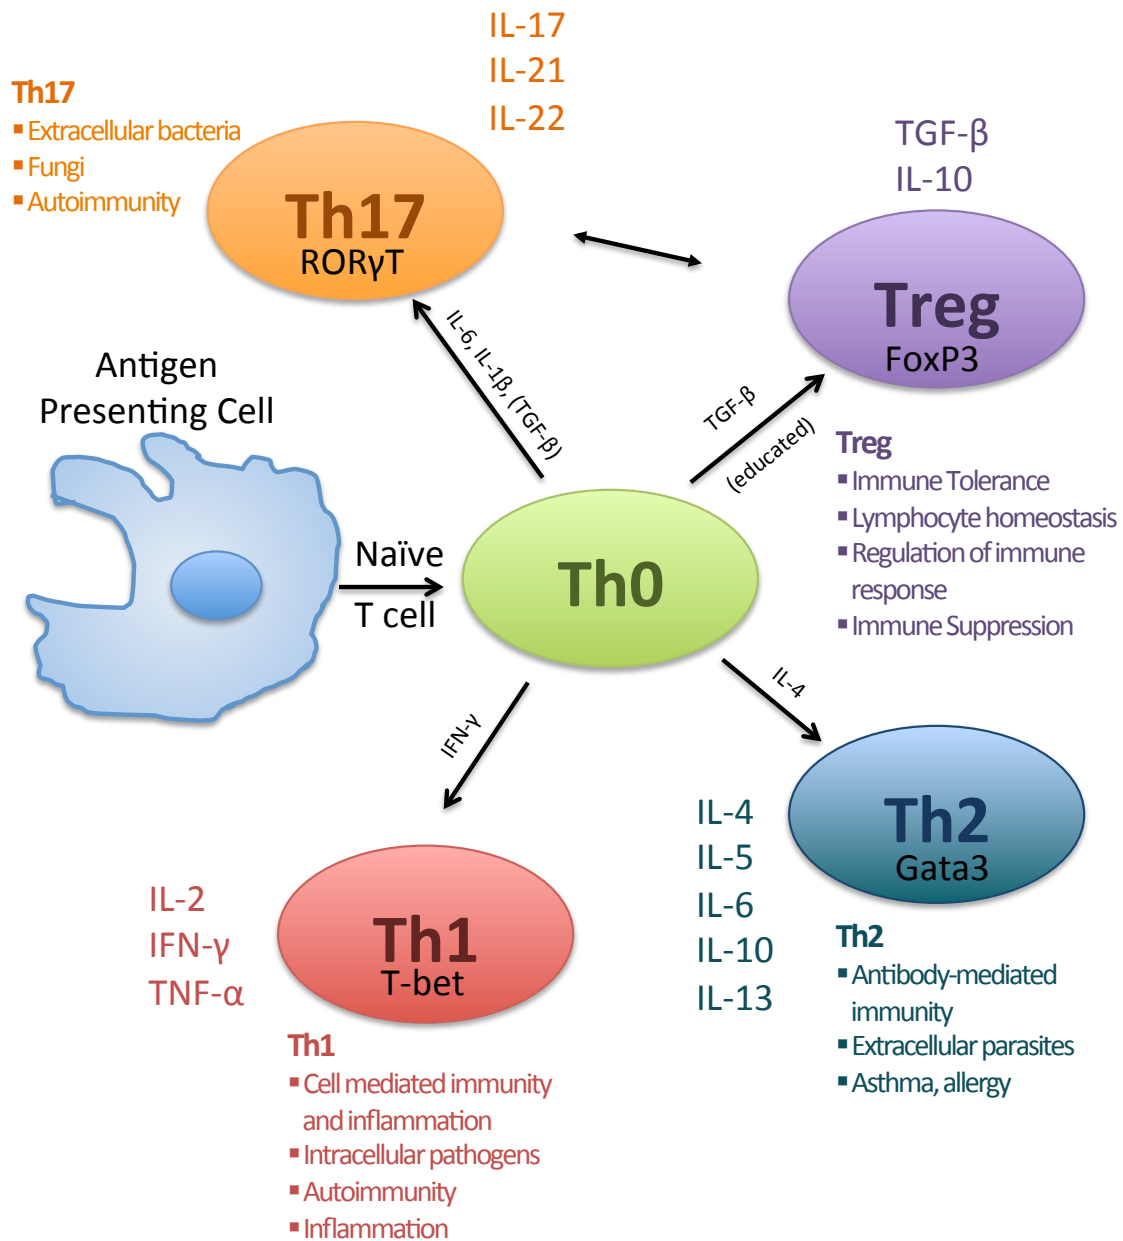 IL-17
IL-21
IL-22
Th17
▪ Extracellular bacteria
▪ Fungi
▪ Autoimmunity
Th17
RORγT
TGF-β
IL-10
Treg
FoxP3
IL-6, IL-1β, (TGF-β)
TGF-β
(educated)
Antigen
Presenting Cell
Treg
▪ Immune Tolerance
▪ Lymphocyte homeostasis
▪ Regulation of immune
response
▪ Immune Suppression
Naïve
T cell
Th0
IFN-γ
IL-4
IL-4
IL-5
IL-6
IL-10
IL-13
Th2
Gata3
Th2
▪ Antibody-mediated
immunity
▪ Extracellular parasites
▪ Asthma, allergy
IL-2
IFN-γ
TNF-α
Th1
T-bet
Th1
▪ Cell mediated immunity
and inflammation
▪ Intracellular pathogens
▪ Autoimmunity
▪ Inflammation